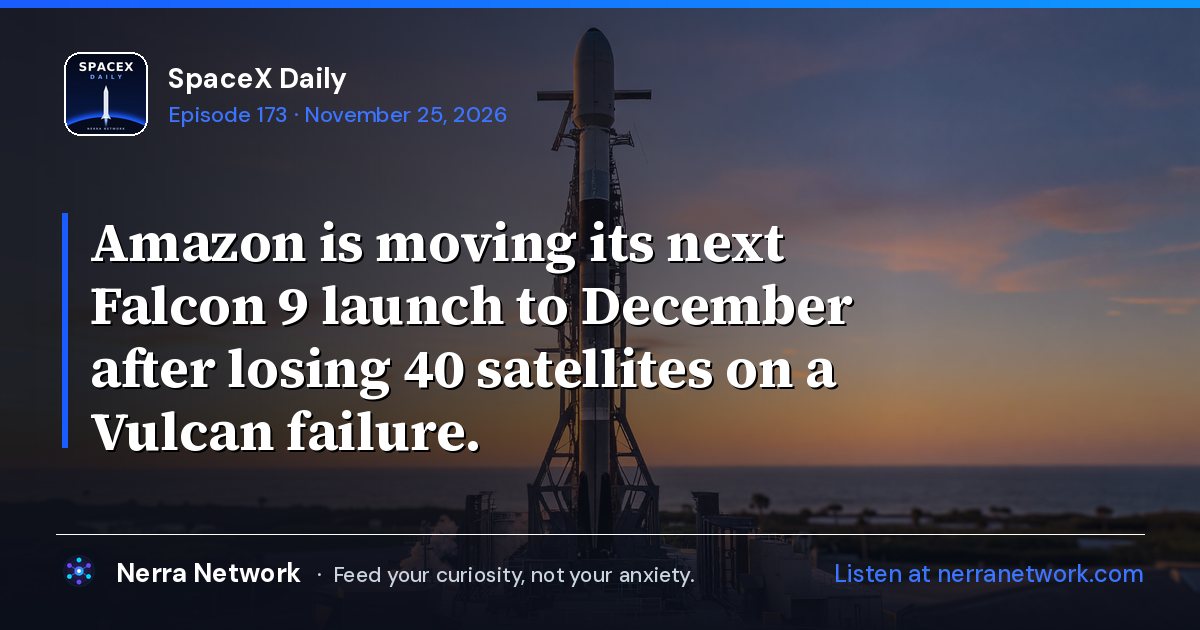 SPACEX
DAILY
NERRA NETWORK
SpaceX Daily
Episode 173 · November 25, 2026
Amazon is moving its next
Falcon 9 launch to December
after losing 40 satellites on a
Vulcan failure.
Nerra Network · Feed your curiosity, not your anxiety.
Listen at nerranetwork.com